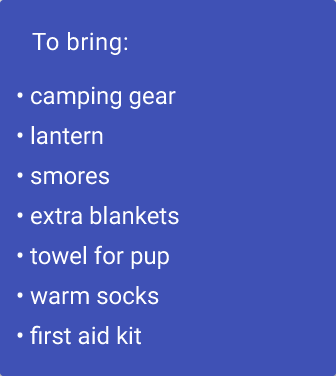 To bring:
• camping gear
• lantern
• smores
• extra blankets
• towel for pup
• warm socks
• first aid kit